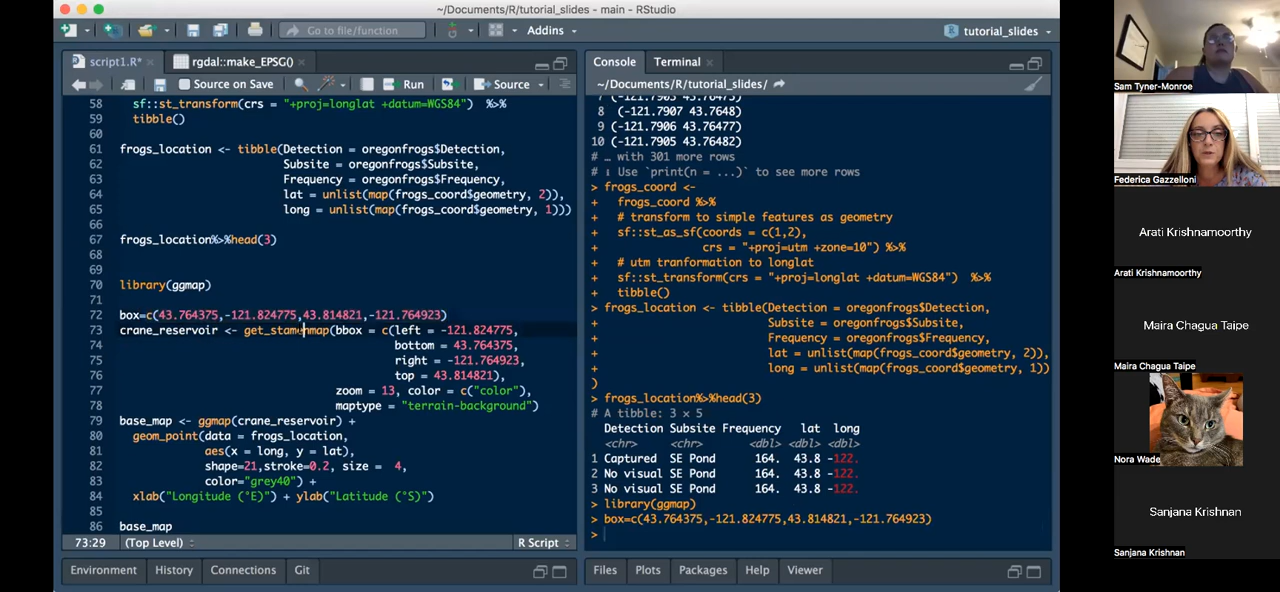 ~/Documents/R/tutorial_slides - main - RStudio
Go to file/function
Addins
tutorial_slides
script1.R*
rgdal::make_EPSG()
Source on Save
Run
Source
58 sf::st_transform(crs = "+proj=longlat +datum=WGS84") %>%
59 tibble()
60
61 frogs_location <- tibble(Detection = oregonfrogs$Detection,
62 Subsite = oregonfrogs$Subsite,
63 Frequency = oregonfrogs$Frequency,
64 lat = unlist(map(frogs_coord$geometry, 2)),
65 long = unlist(map(frogs_coord$geometry, 1)))
66
67 frogs_location%>%head(3)
68
69
70 library(ggmap)
71
72 box=c(43.764375,-121.824775,43.814821,-121.764923)
73 crane_reservoir <- get_stamenmap(bbox = c(left = -121.824775,
74 bottom = 43.764375,
75 right = -121.764923,
76 top = 43.814821),
77 zoom = 13, color = c("color"),
78 maptype = "terrain-background")
79 base_map <- ggmap(crane_reservoir) +
80 geom_point(data = frogs_location,
81 aes(x = long, y = lat),
82 shape=21,stroke=0.2, size = 4,
83 color="grey40") +
84 xlab("Longitude (°E)") + ylab("Latitude (°S)")
85
86 base_map
73:29 (Top Level) R Script
Environment History Connections Git
Console Terminal
~/Documents/R/tutorial_slides/
7 (-121.7903 43.76473)
8 (-121.7907 43.7648)
9 (-121.7906 43.76477)
10 (-121.7905 43.76482)
# … with 301 more rows
# ℹ Use `print(n = ...)` to see more rows
> frogs_coord <-
+ frogs_coord %>%
+ # transform to simple features as geometry
+ sf::st_as_sf(coords = c(1,2),
+ crs = "+proj=utm +zone=10") %>%
+ # utm tranformation to longlat
+ sf::st_transform(crs = "+proj=longlat +datum=WGS84") %>%
+ tibble()
> frogs_location <- tibble(Detection = oregonfrogs$Detection,
+ Subsite = oregonfrogs$Subsite,
+ Frequency = oregonfrogs$Frequency,
+ lat = unlist(map(frogs_coord$geometry, 2)),
+ long = unlist(map(frogs_coord$geometry, 1))
)
> frogs_location%>%head(3)
# A tibble: 3 × 5
Detection Subsite Frequency lat long
<chr> <chr> <dbl> <dbl> <dbl>
1 Captured SE Pond 164. 43.8 -122.
2 No visual SE Pond 164. 43.8 -122.
3 No visual SE Pond 164. 43.8 -122.
> library(ggmap)
> box=c(43.764375,-121.824775,43.814821,-121.764923)
>
Files Plots Packages Help Viewer
Sam Tyner-Monroe
Federica Gazzelloni
Arati Krishnamoorthy
Arati Krishnamoorthy
Maira Chagua Taipe
Maira Chagua Taipe
Nora Wade
Sanjana Krishnan
Sanjana Krishnan